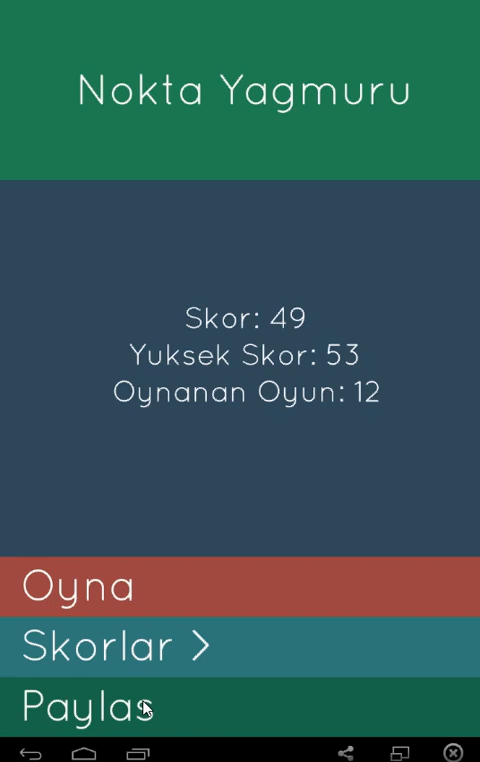 Nokta Yagmuru
Skor: 49
Yuksek Skor: 53
Oynanan Oyun: 12
Oyna
Skorlar >
Paylas